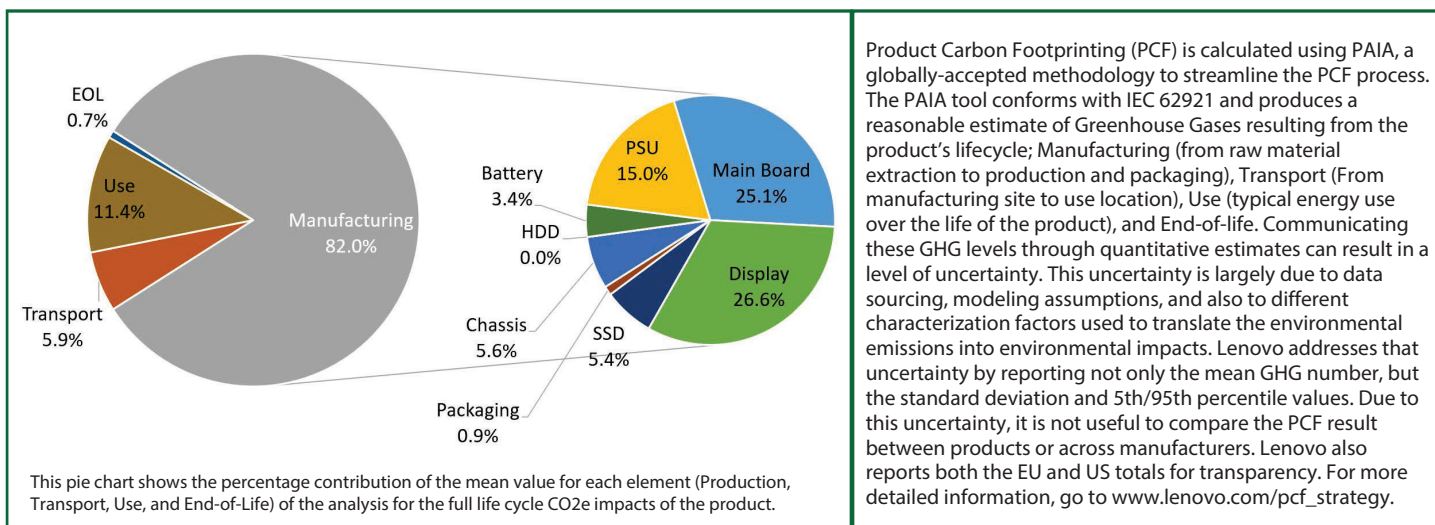 EOL
0.7%
Use
11.4%
Manufacturing
82.0%
Transport
5.9%
PSU
15.0%
Main Board
25.1%
Battery
3.4%
HDD
0.0%
Display
26.6%
Chassis
5.6%
SSD
5.4%
Packaging
0.9%
This pie chart shows the percentage contribution of the mean value for each element (Production,
Transport, Use, and End-of-Life) of the analysis for the full life cycle CO2e impacts of the product.
Product Carbon Footprinting (PCF) is calculated using PAIA, a
globally-accepted methodology to streamline the PCF process.
The PAIA tool conforms with IEC 62921 and produces a
reasonable estimate of Greenhouse Gases resulting from the
product's lifecycle; Manufacturing (from raw material
extraction to production and packaging), Transport (From
manufacturing site to use location), Use (typical energy use
over the life of the product), and End-of-life. Communicating
these GHG levels through quantitative estimates can result in a
level of uncertainty. This uncertainty is largely due to data
sourcing, modeling assumptions, and also to different
characterization factors used to translate the environmental
emissions into environmental impacts. Lenovo addresses that
uncertainty by reporting not only the mean GHG number, but
the standard deviation and 5th/95th percentile values. Due to
this uncertainty, it is not useful to compare the PCF result
between products or across manufacturers. Lenovo also
reports both the EU and US totals for transparency. For more
detailed information, go to www.lenovo.com/pcf_strategy.